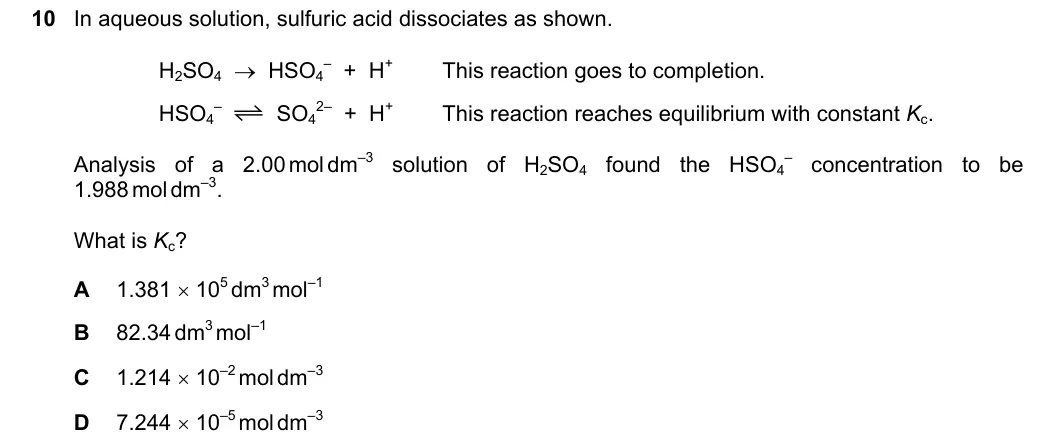 10 In aqueous solution, sulfuric acid dissociates as shown.
H₂SO₄ → HSO₄⁻ + H⁺ This reaction goes to completion.
HSO₄⁻ ⇌ SO₄²⁻ + H⁺ This reaction reaches equilibrium with constant Kc.
Analysis of a 2.00 mol dm⁻³ solution of H₂SO₄ found the HSO₄⁻ concentration to be
1.988 mol dm⁻³.
What is Kc?
A 1.381 × 10⁵ dm³ mol⁻¹
B 82.34 dm³ mol⁻¹
C 1.214 × 10⁻² mol dm⁻³
D 7.244 × 10⁻⁵ mol dm⁻³